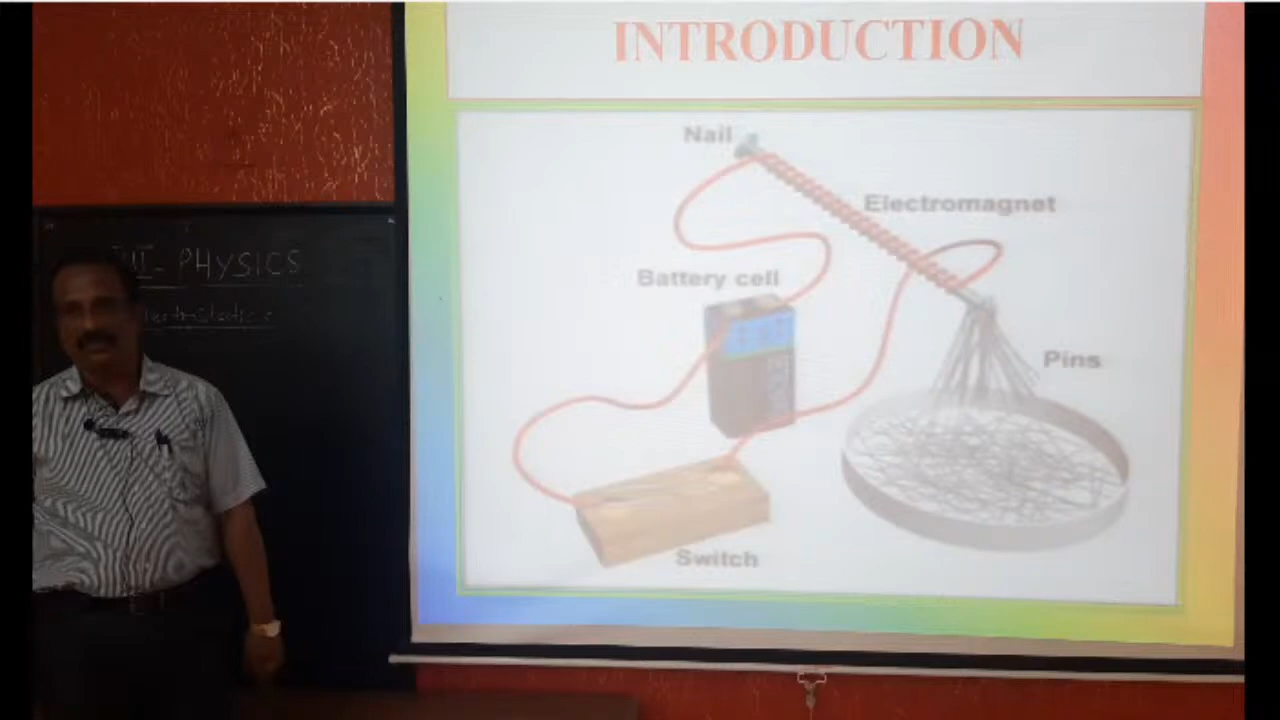 INTRODUCTION
Nail
Electromagnet
Battery cell
Pins
Switch
PHYSICS